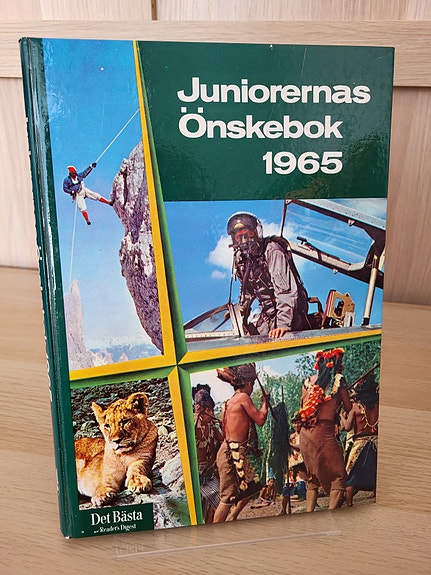 Juniorernas
Önskebok
1965
Det Bästa
Reader's Digest